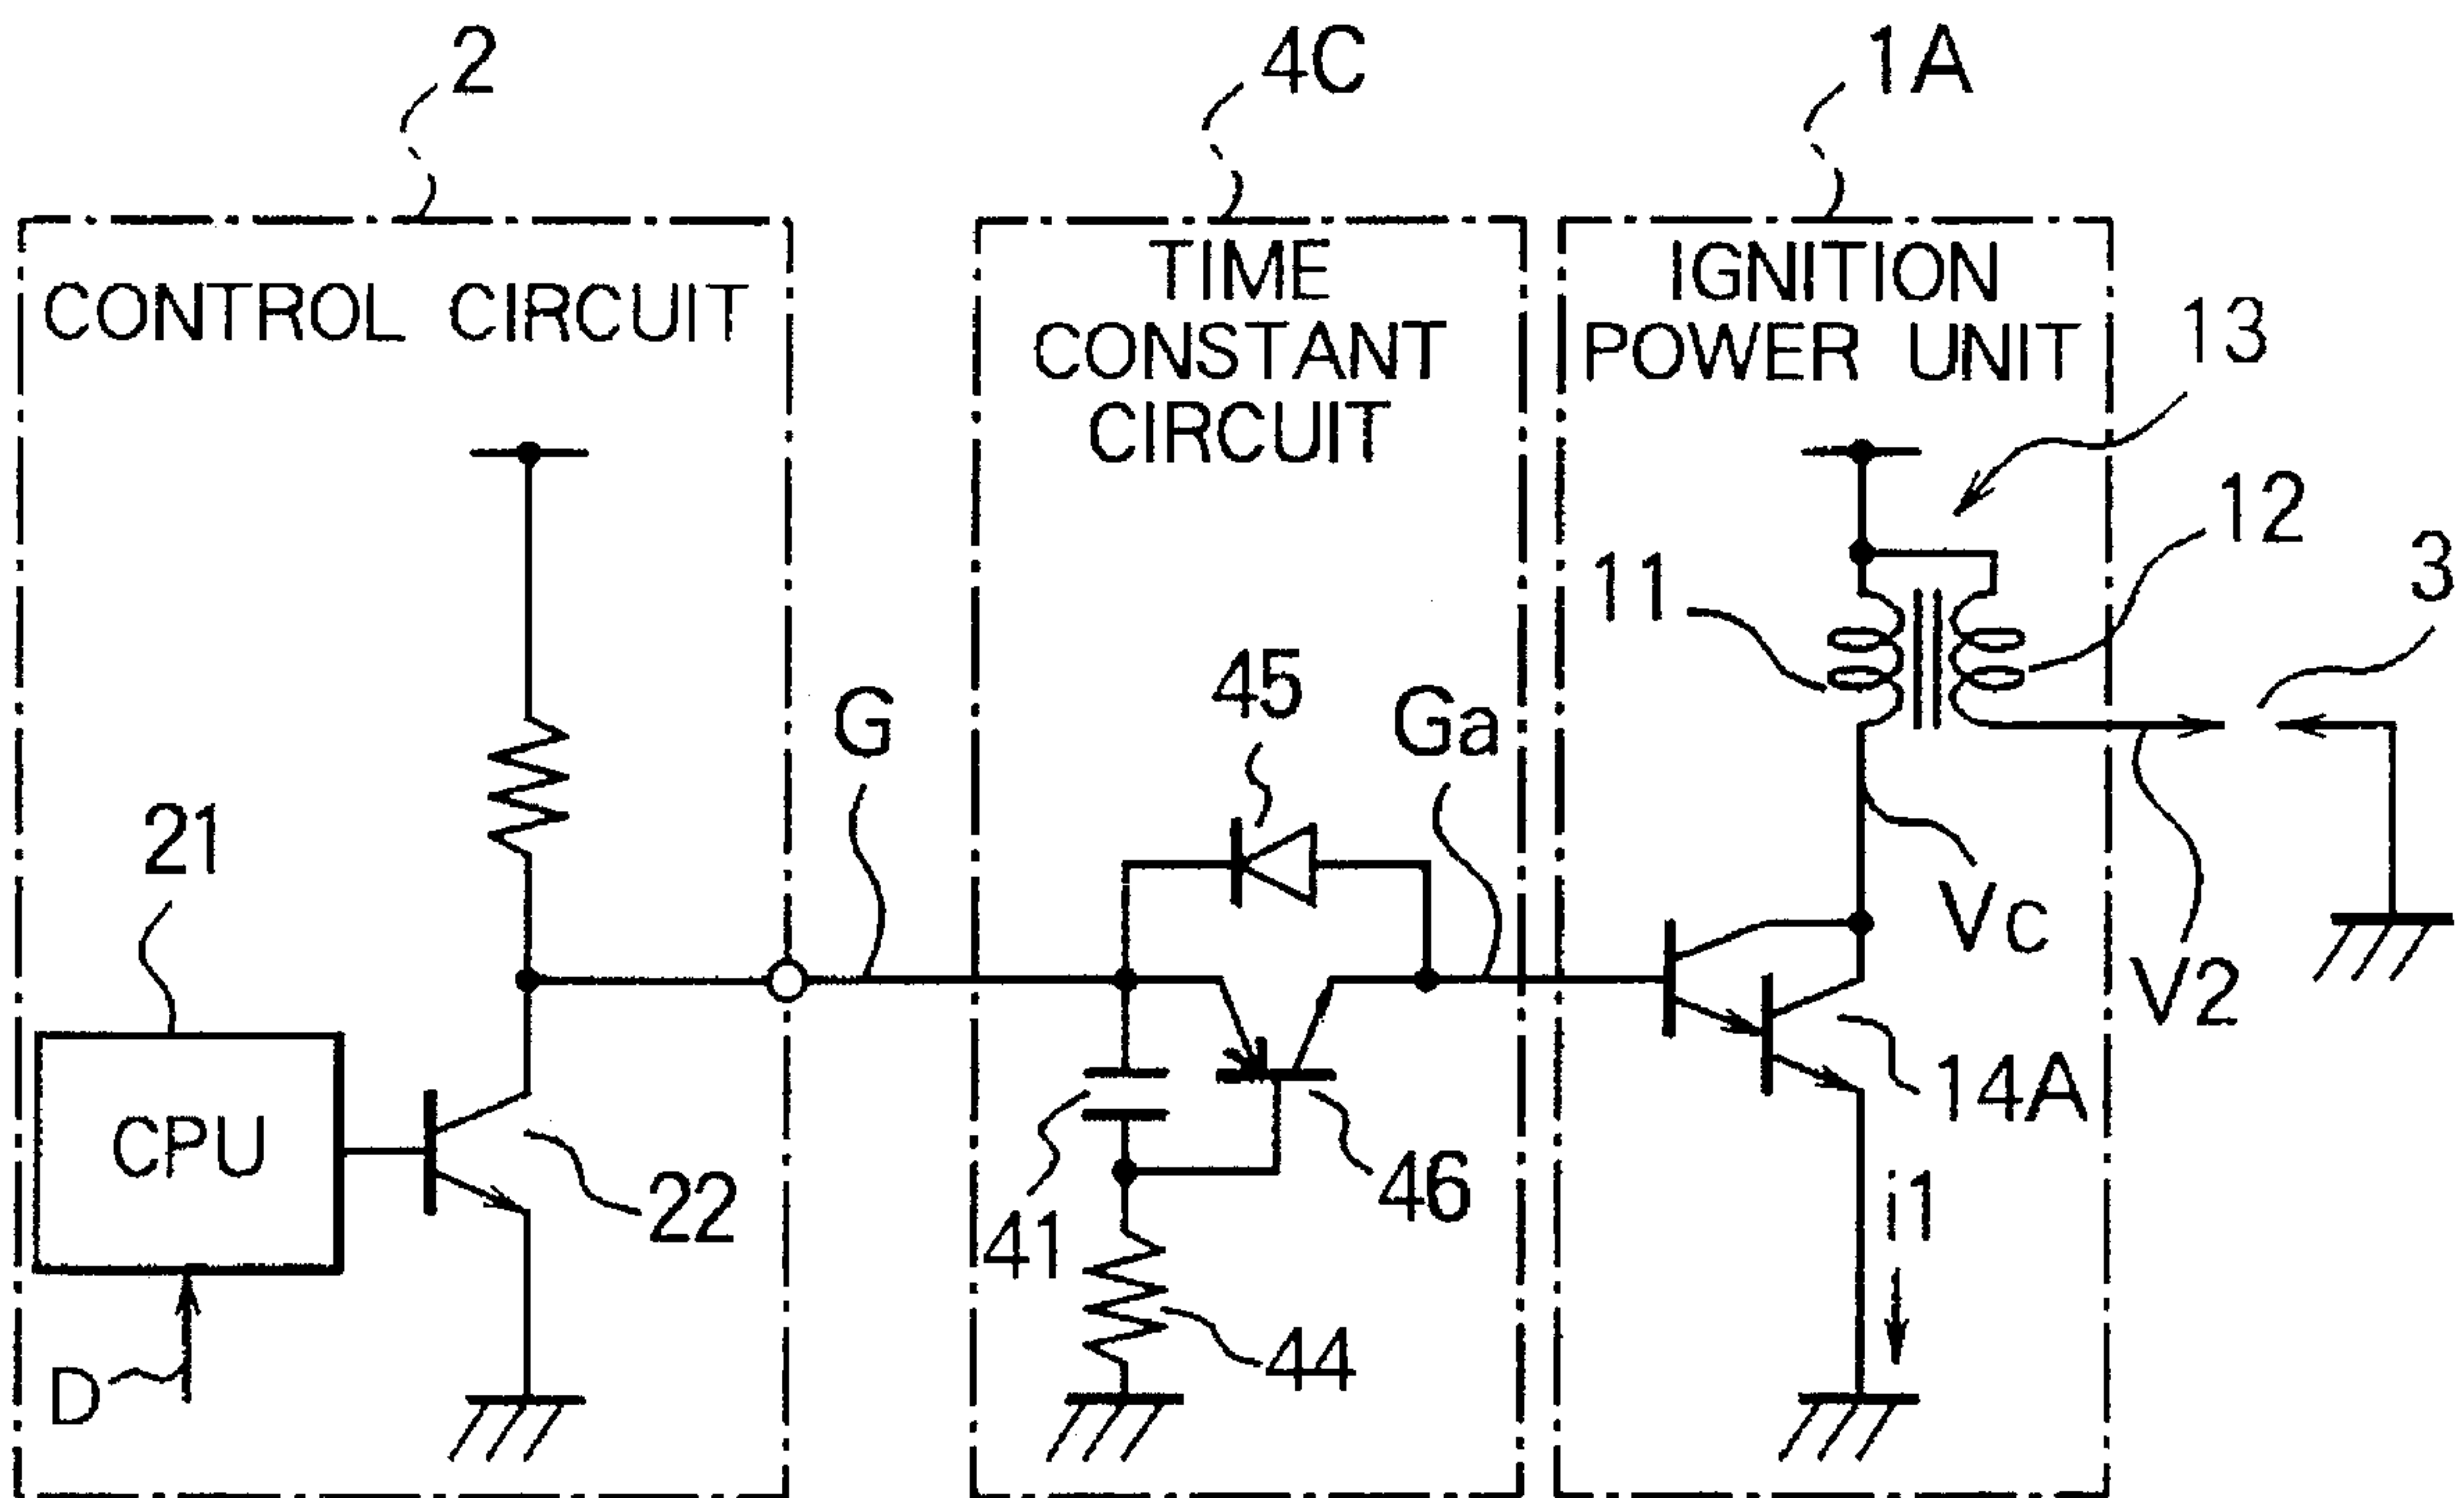 2
4C
1A
CONTROL CIRCUIT
TIME
CONSTANT
CIRCUIT
IGNITION
POWER UNIT
13
12
11
3
45
G
Ga
21
VC
V2
CPU
14A
22
41
46
i1
44
D